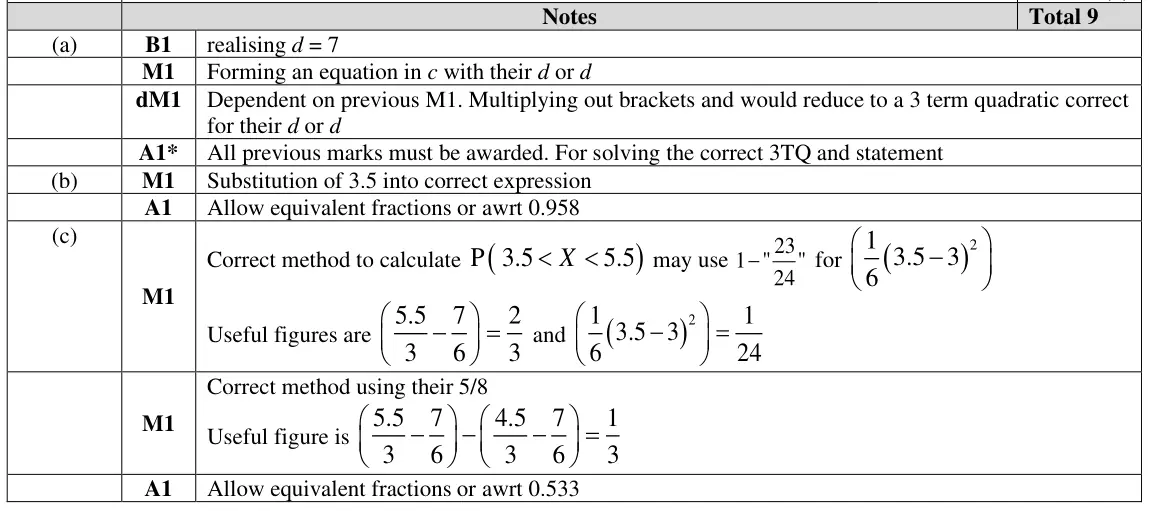 Notes Total 9
(a) B1 realising d = 7
M1 Forming an equation in c with their d or d
dM1 Dependent on previous M1. Multiplying out brackets and would reduce to a 3 term quadratic correct
for their d or d
A1* All previous marks must be awarded. For solving the correct 3TQ and statement
(b) M1 Substitution of 3.5 into correct expression
A1 Allow equivalent fractions or awrt 0.958
(c) M1 Correct method to calculate P( 3.5 < X < 5.5) may use 1 – "23/24" for (1/6(3.5 − 3)²)
Useful figures are (5.5/3 − 7/6) = 2/3 and (1/6(3.5 − 3)²) = 1/24
M1 Correct method using their 5/8
Useful figure is (5.5/3 − 7/6) − (4.5/3 − 7/6) = 1/3
A1 Allow equivalent fractions or awrt 0.533